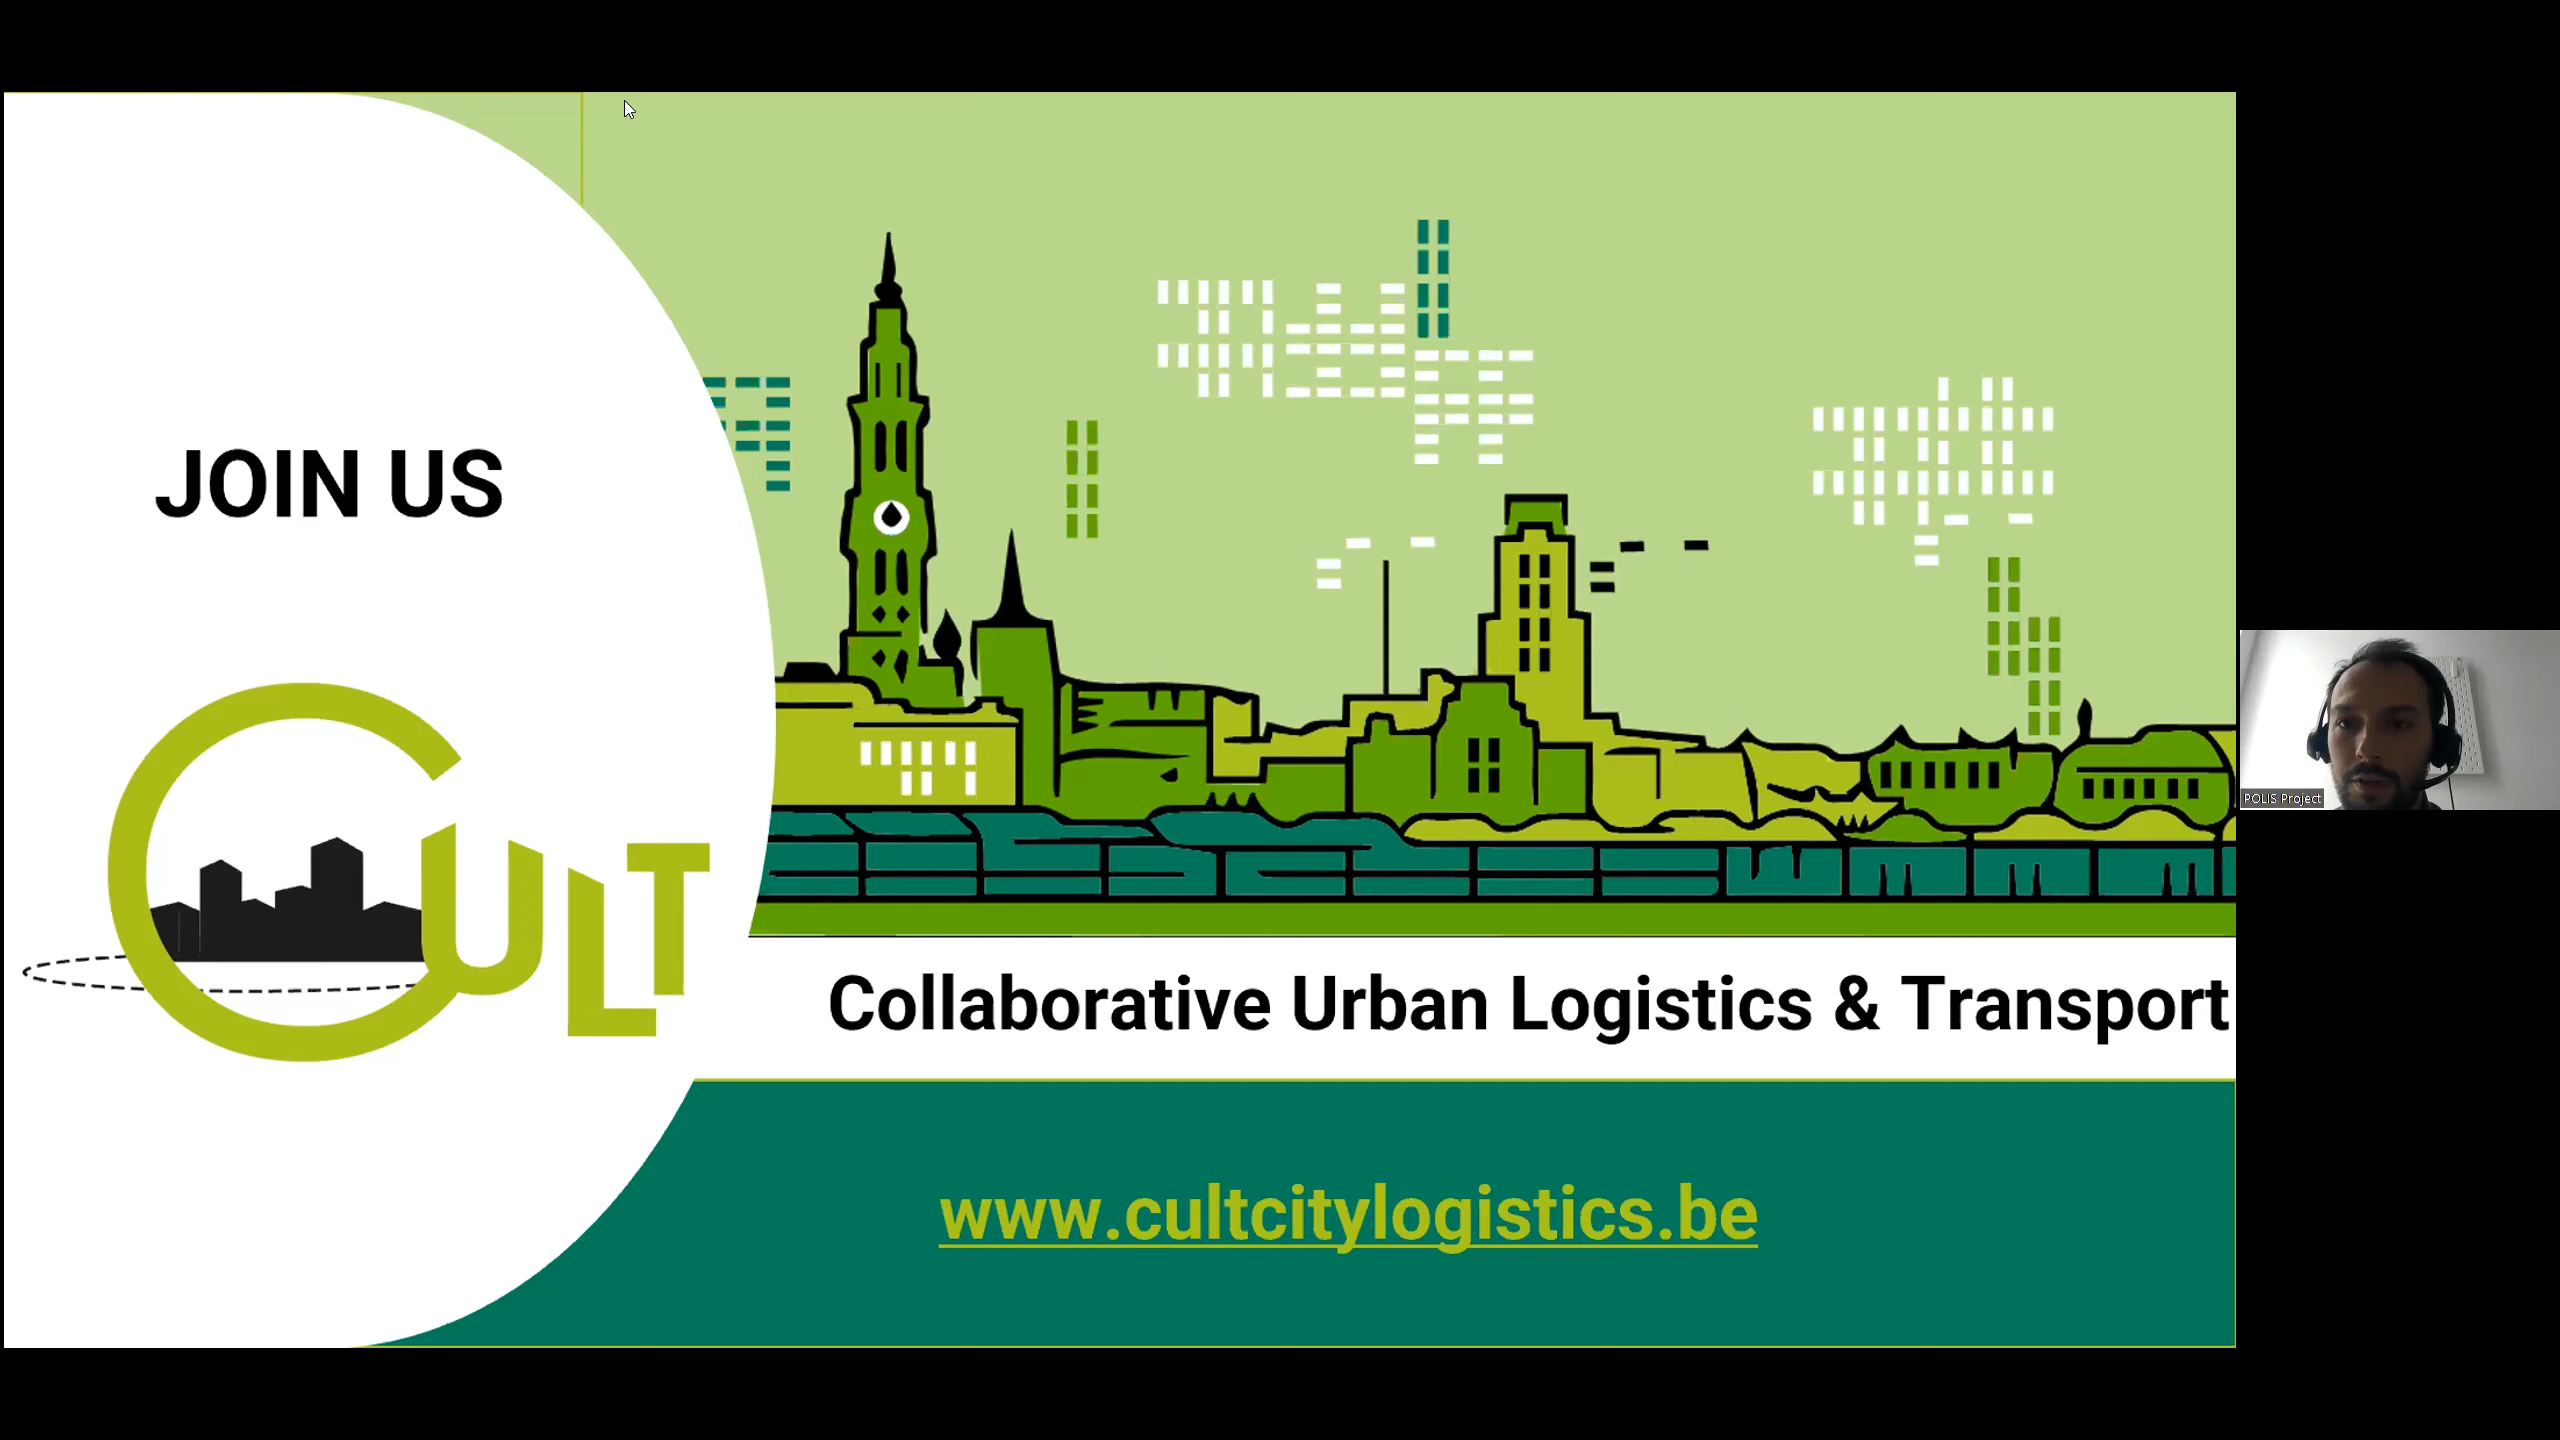 JOIN US
CULT
Collaborative Urban Logistics & Transport
www.cultcitylogistics.be
POLIS Project